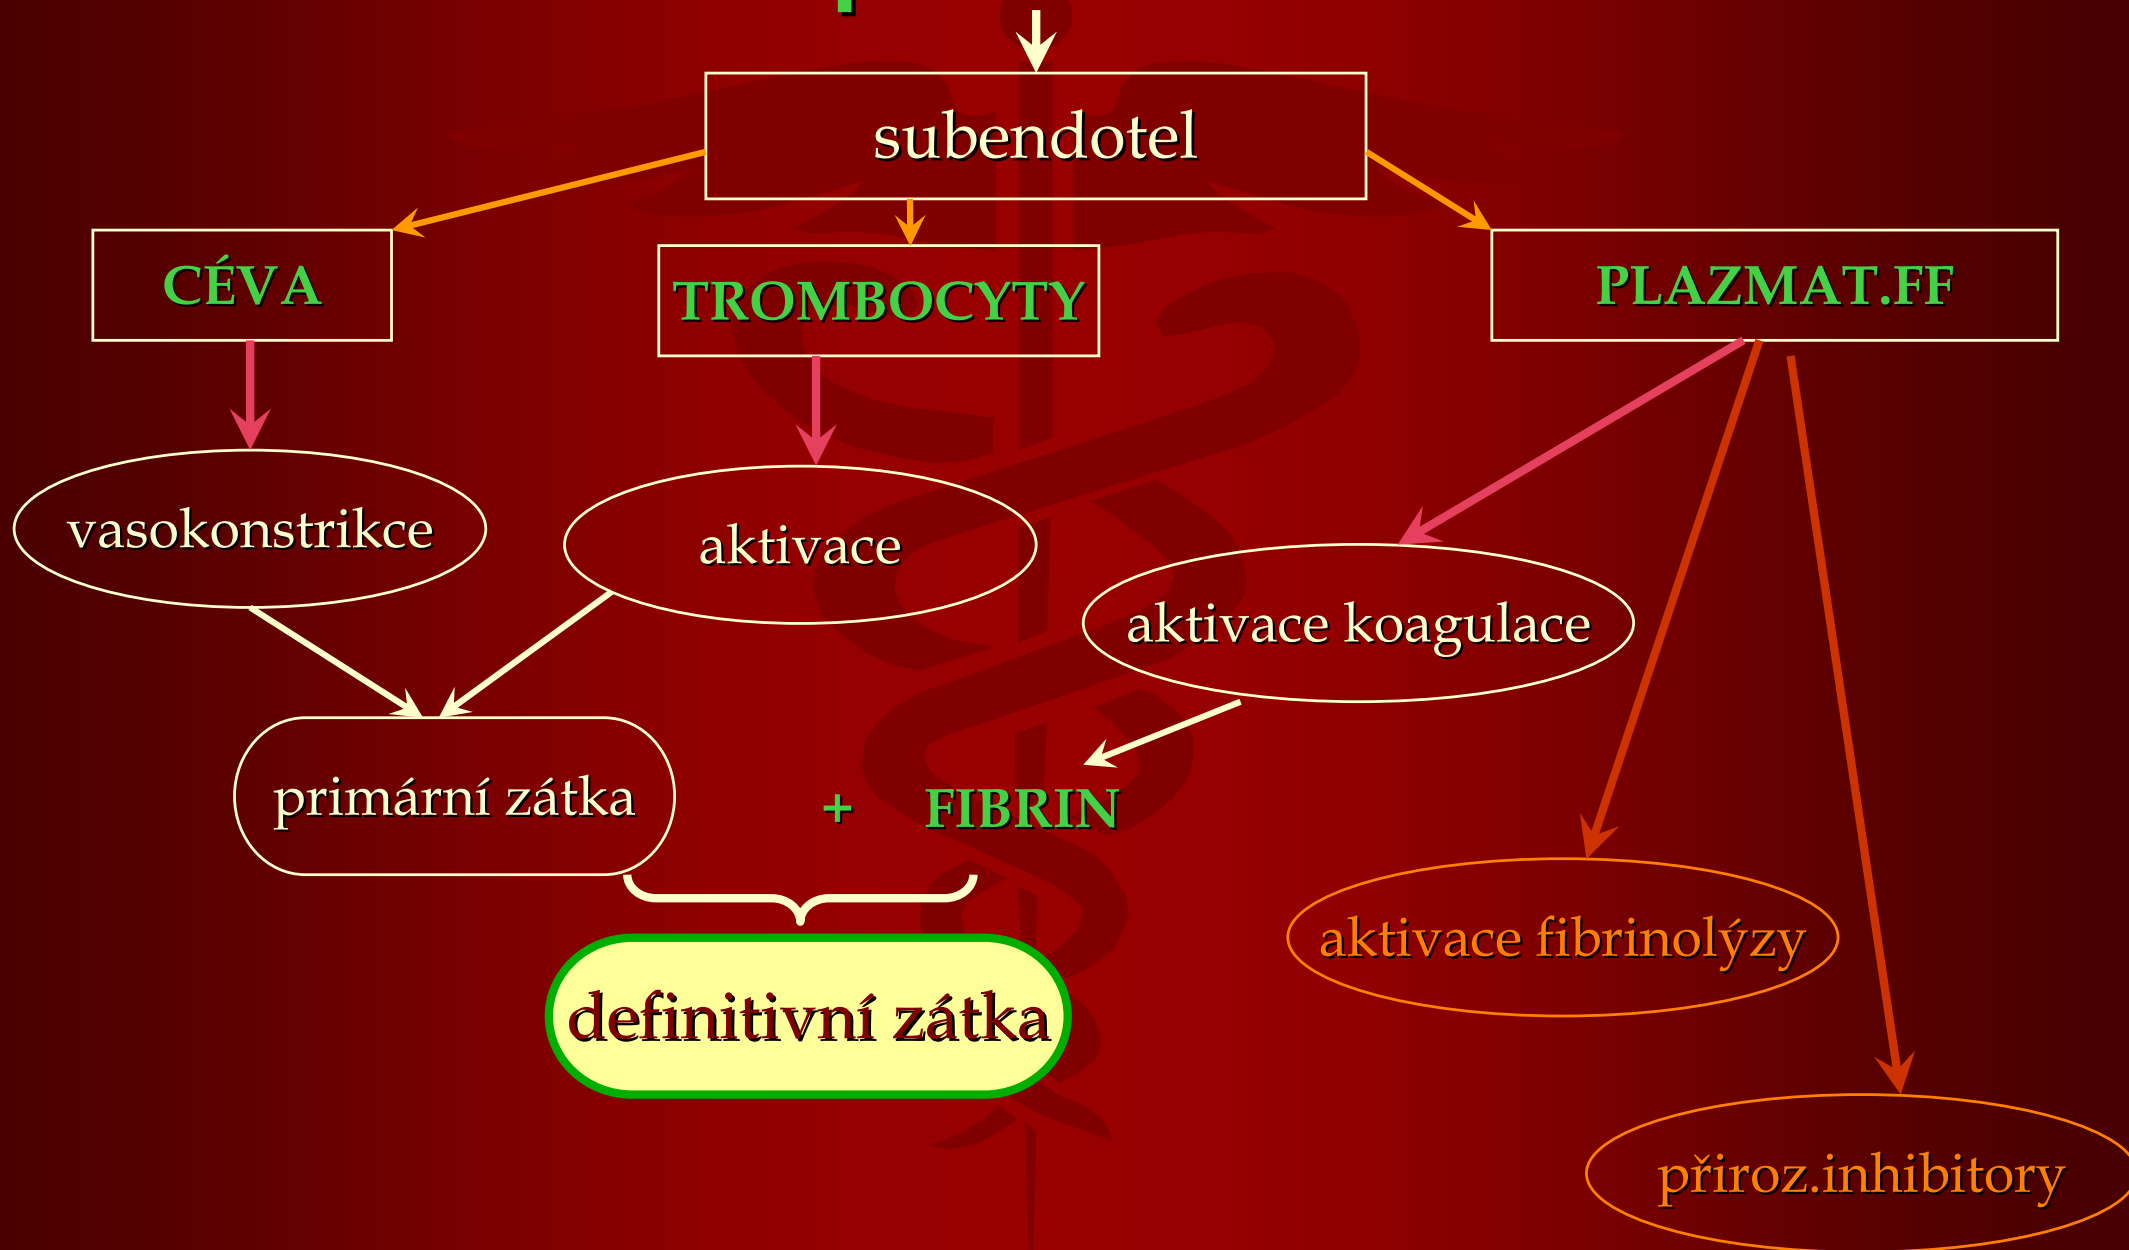 subendotel
CÉVA
TROMBOCYTY
PLAZMAT.FF
vasokonstrikce
aktivace
aktivace koagulace
primární zátka
+ FIBRIN
aktivace fibrinolýzy
definitivní zátka
přiroz.inhibitory